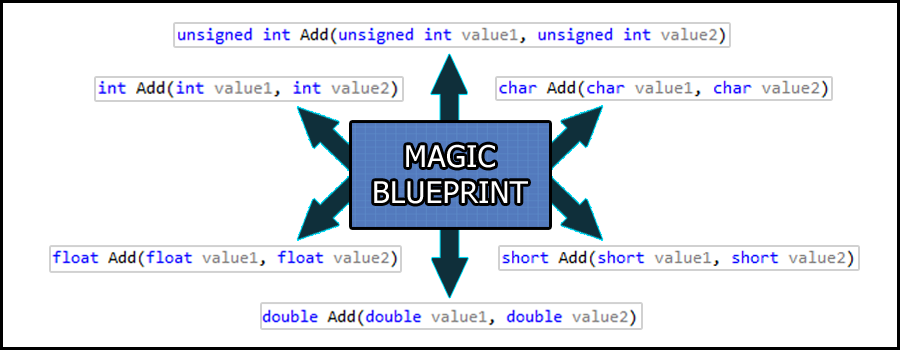 unsigned int Add(unsigned int value1, unsigned int value2)
int Add(int value1, int value2)
char Add(char value1, char value2)
MAGIC
BLUEPRINT
float Add(float value1, float value2)
short Add(short value1, short value2)
double Add(double value1, double value2)